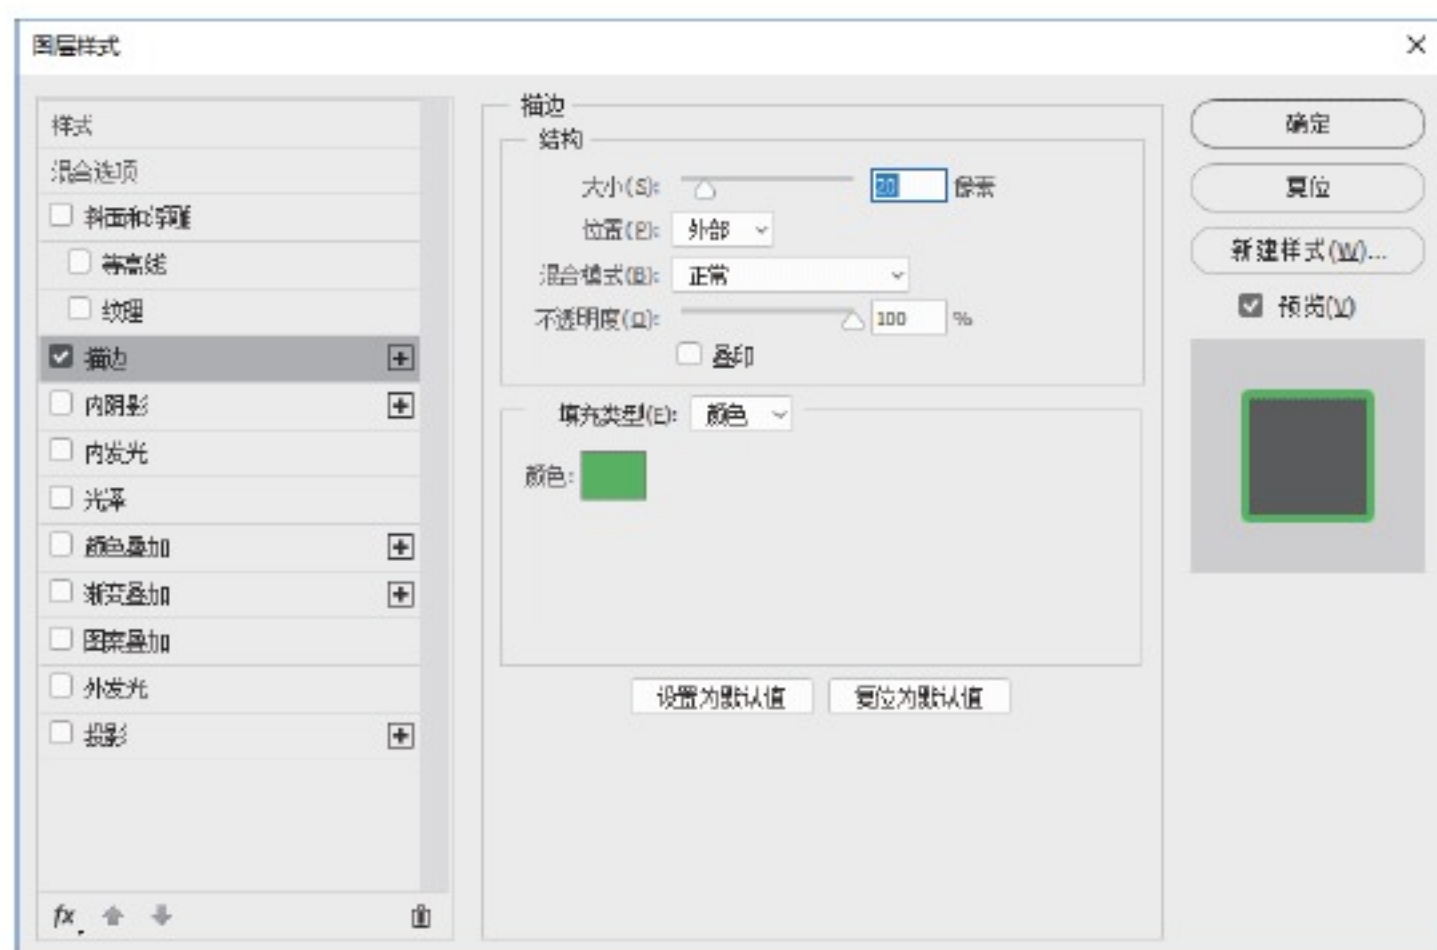 图层样式
样式
混合选项
斜面和浮雕
等高线
纹理
描边
内阴影
内发光
光泽
颜色叠加
渐变叠加
图案叠加
外发光
投影
fx
描边
结构
大小(S): 20 像素
位置(P): 外部
混合模式(B): 正常
不透明度(O): 100 %
叠印
填充类型(E): 颜色
颜色:
设置为默认值 复位为默认值
确定
复位
新建样式(W)...
预览(V)